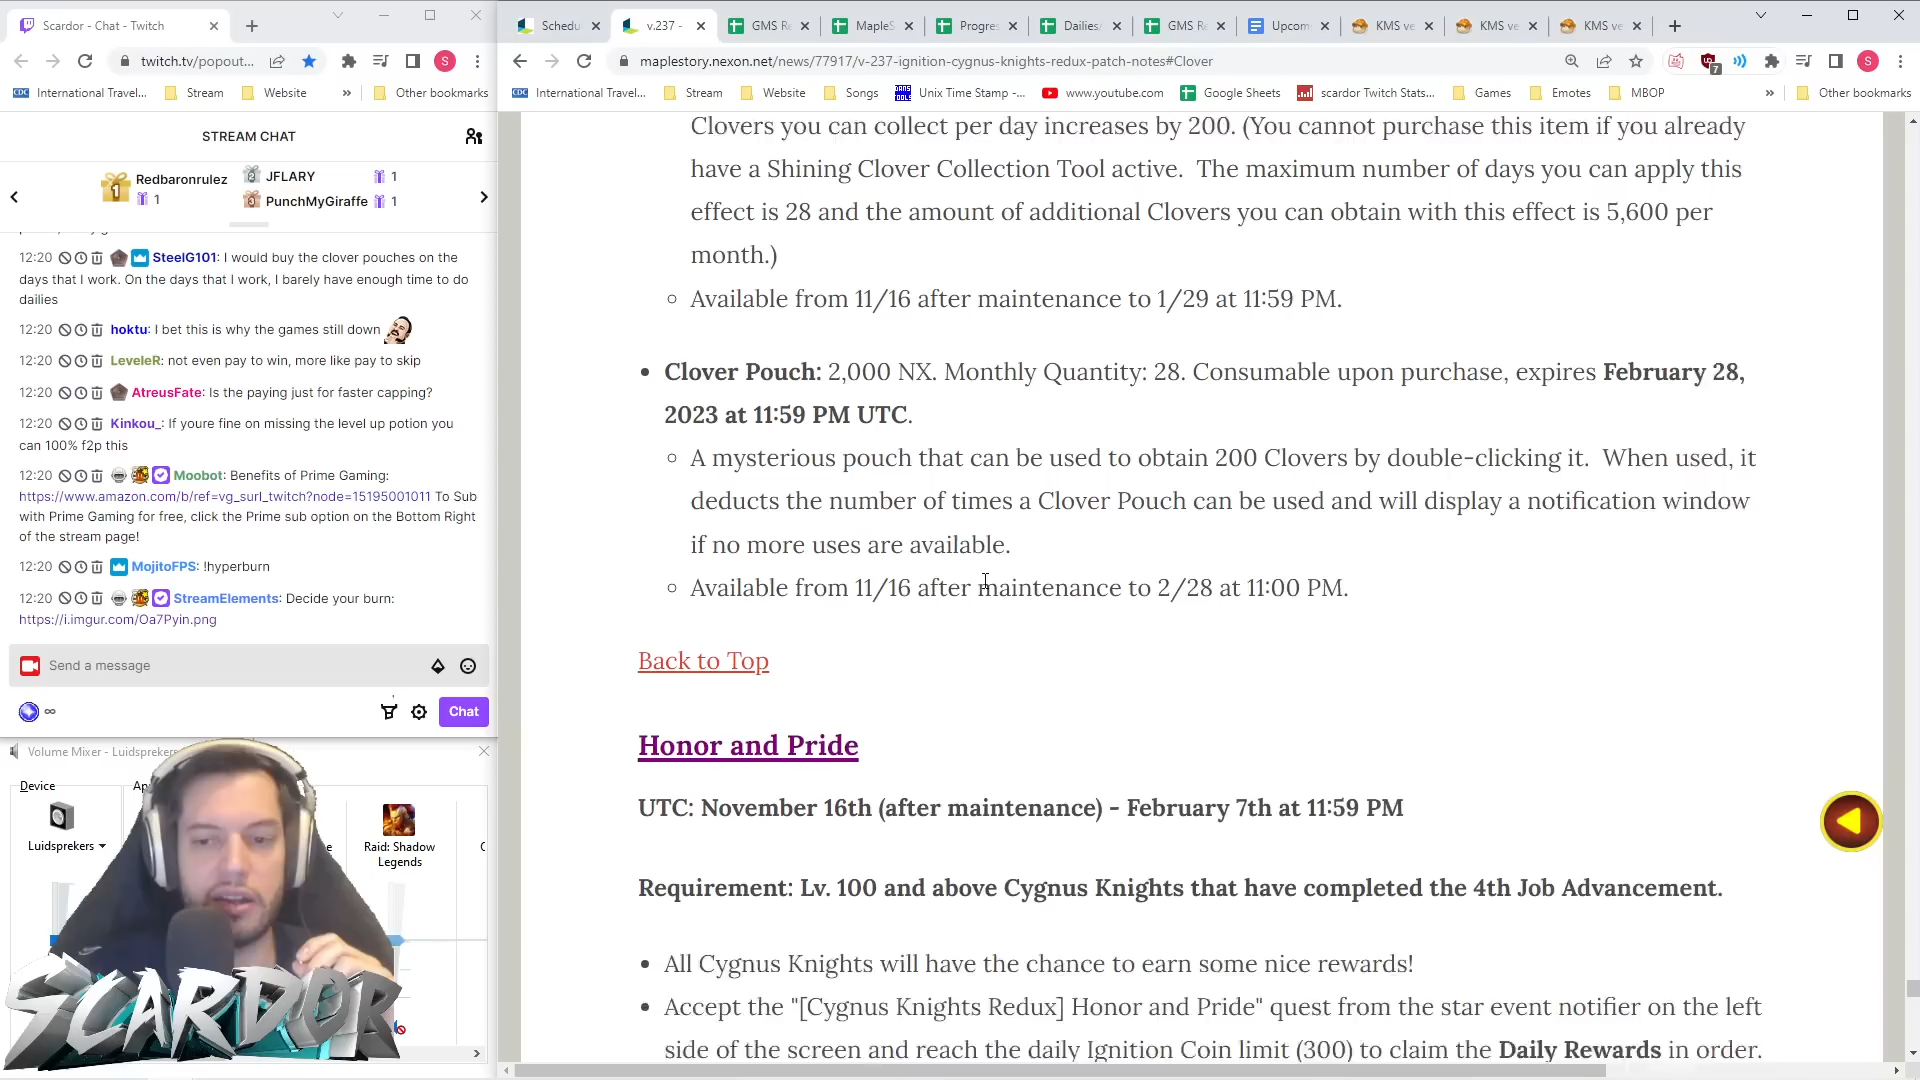 Scardor - Chat - Twitch
Schedu
v.237 -
GMS Re
MapleS
Progres
Dailies/
GMS Re
Upcom
KMS ve
KMS ve
KMS ve
twitch.tv/popout...
S
maplestory.nexon.net/news/77917/v-237-ignition-cygnus-knights-redux-patch-notes#Clover
7
S
CDC International Travel...
Stream
Website
»
Other bookmarks
CDC International Travel...
Stream
Website
Songs
Unix Time Stamp -...
www.youtube.com
Google Sheets
scardor Twitch Stats...
Games
Emotes
MBOP
»
Other bookmarks
STREAM CHAT
1 Redbaronrulez
1
JFLARY 1
PunchMyGiraffe 1
12:20 SteelG101: I would buy the clover pouches on the
days that I work. On the days that I work, I barely have enough time to do
dailies
12:20 hoktu: I bet this is why the games still down
12:20 LeveleR: not even pay to win, more like pay to skip
12:20 AtreusFate: Is the paying just for faster capping?
12:20 Kinkou_: If youre fine on missing the level up potion you
can 100% f2p this
12:20 Moobot: Benefits of Prime Gaming:
https://www.amazon.com/b/ref=vg_surl_twitch?node=15195001011 To Sub
with Prime Gaming for free, click the Prime sub option on the Bottom Right
of the stream page!
12:20 MojitoFPS: !hyperburn
12:20 StreamElements: Decide your burn:
https://i.imgur.com/Oa7Pyin.png
Send a message
∞
Chat
Volume Mixer - Luidspreker
Device
Ap
Luidsprekers
Raid: Shadow
Legends
SCARDOR
Clovers you can collect per day increases by 200. (You cannot purchase this item if you already
have a Shining Clover Collection Tool active. The maximum number of days you can apply this
effect is 28 and the amount of additional Clovers you can obtain with this effect is 5,600 per
month.)
Available from 11/16 after maintenance to 1/29 at 11:59 PM.
Clover Pouch: 2,000 NX. Monthly Quantity: 28. Consumable upon purchase, expires February 28,
2023 at 11:59 PM UTC.
A mysterious pouch that can be used to obtain 200 Clovers by double-clicking it. When used, it
deducts the number of times a Clover Pouch can be used and will display a notification window
if no more uses are available.
Available from 11/16 after maintenance to 2/28 at 11:00 PM.
Back to Top
Honor and Pride
UTC: November 16th (after maintenance) - February 7th at 11:59 PM
Requirement: Lv. 100 and above Cygnus Knights that have completed the 4th Job Advancement.
All Cygnus Knights will have the chance to earn some nice rewards!
Accept the "[Cygnus Knights Redux] Honor and Pride" quest from the star event notifier on the left
side of the screen and reach the daily Ignition Coin limit (300) to claim the Daily Rewards in order.